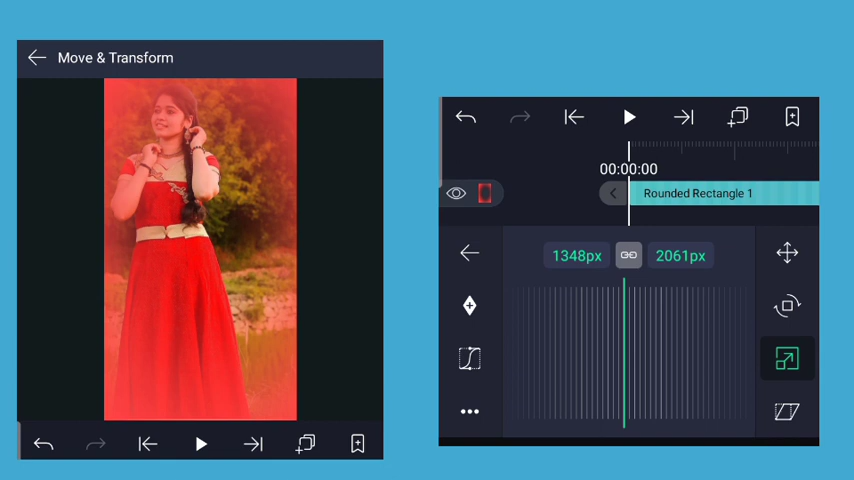 Move & Transform
00:00:00
Rounded Rectangle 1
1348px
2061px